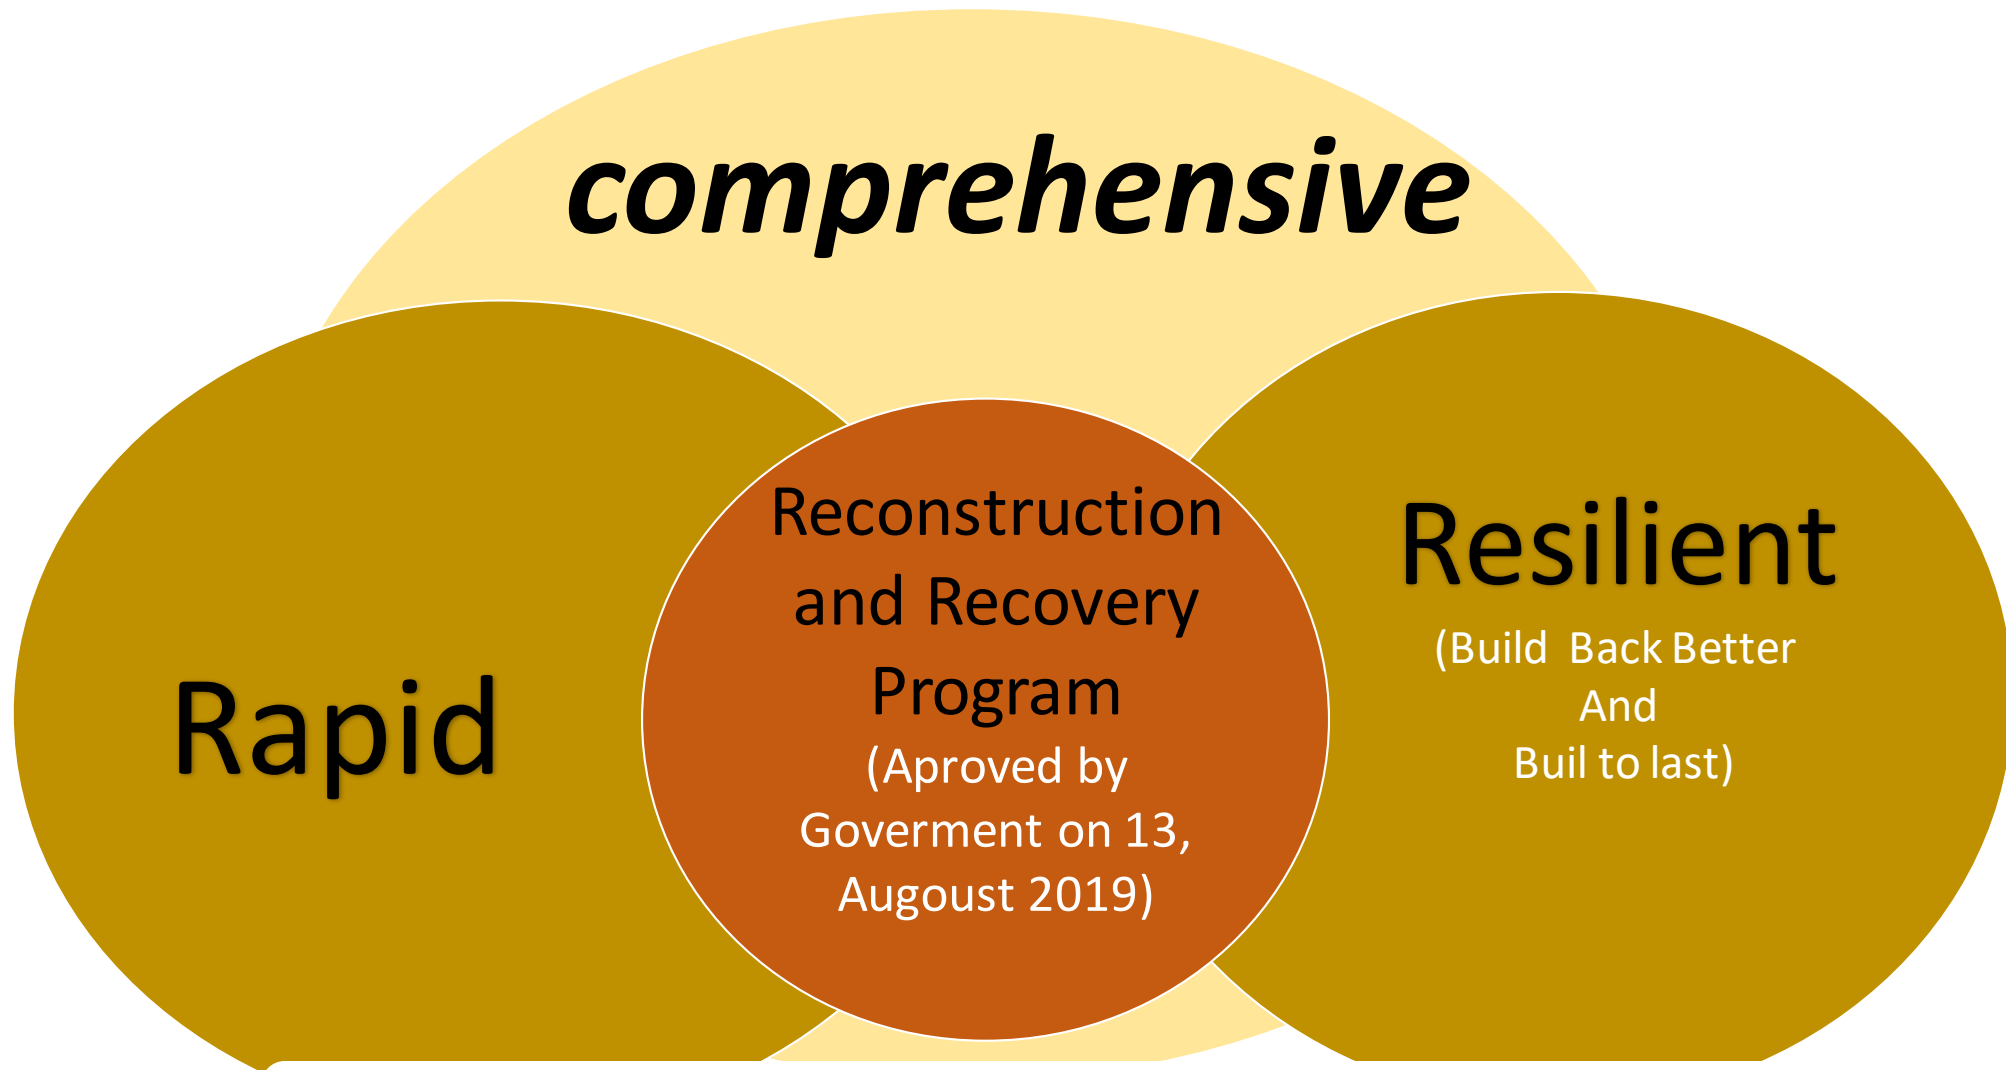 comprehensive
Rapid
Reconstruction
and Recovery
Program
(Aproved by
Goverment on 13,
Augoust 2019)
Resilient
(Build Back Better
And
Buil to last)